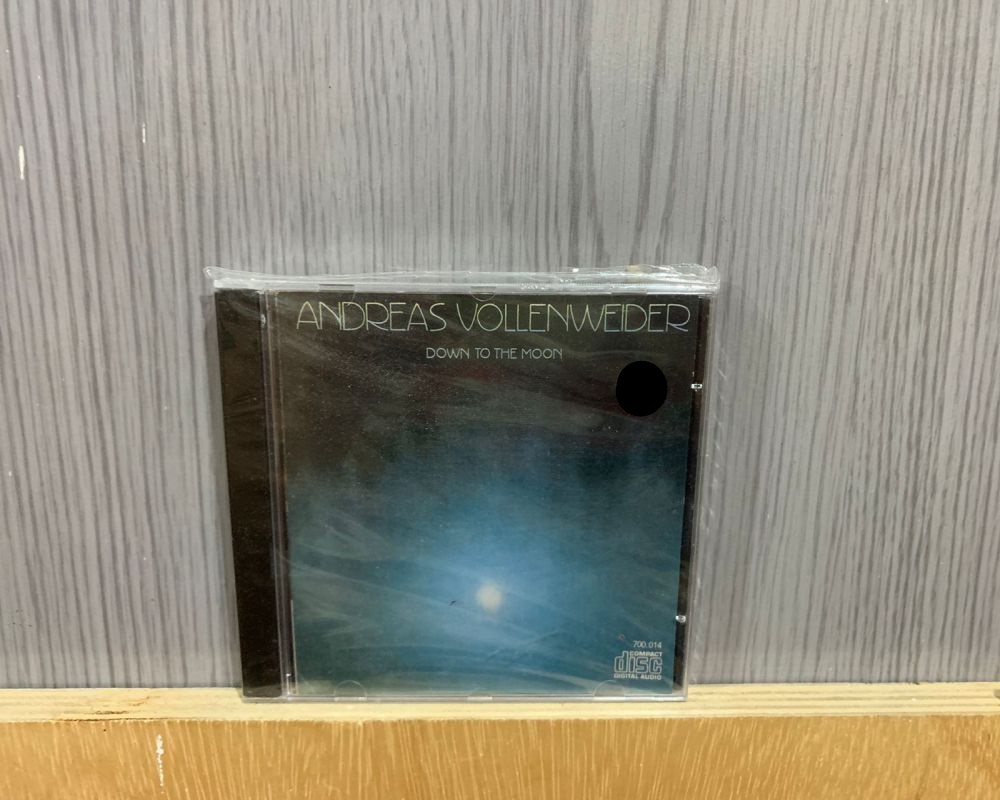 ANDREAS VOLLENWEIDER
DOWN TO THE MOON
700.014
COMPACT
disc
DIGITAL AUDIO